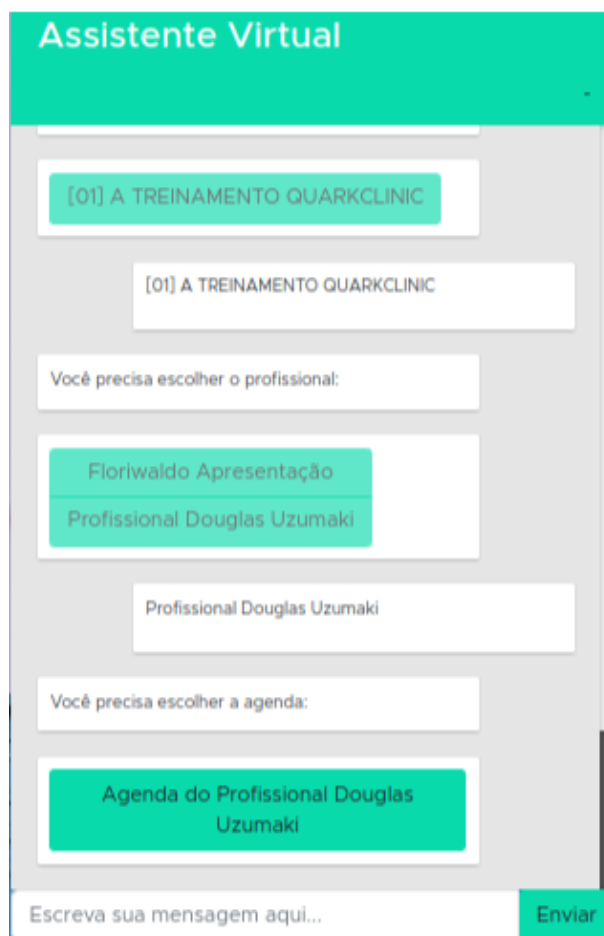 Assistente Virtual
-
[01] A TREINAMENTO QUARKCLINIC
[01] A TREINAMENTO QUARKCLINIC
Você precisa escolher o profissional:
Floriwaldo Apresentação
Profissional Douglas Uzumaki
Profissional Douglas Uzumaki
Você precisa escolher a agenda:
Agenda do Profissional Douglas
Uzumaki
Escreva sua mensagem aqui...
Enviar